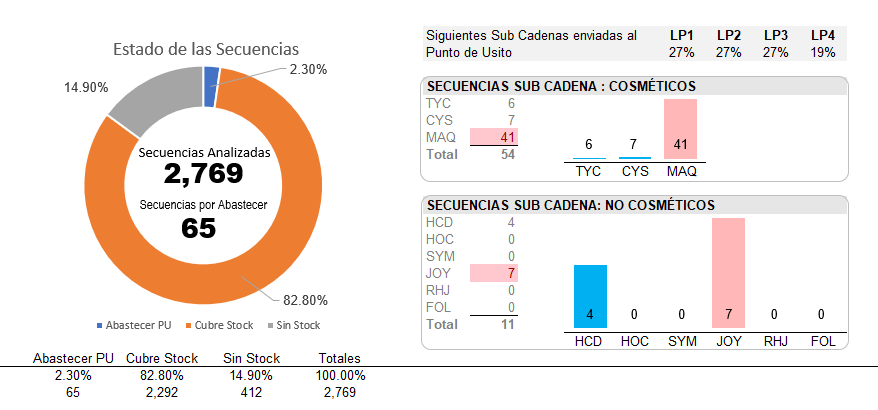 Estado de las Secuencias
2.30%
14.90%
Secuencias Analizadas
2,769
Secuencias por Abastecer
65
82.80%
Abastecer PU Cubre Stock Sin Stock
Abastecer PU Cubre Stock Sin Stock Totales
2.30% 82.80% 14.90% 100.00%
65 2,292 412 2,769
Siguientes Sub Cadenas enviadas al LP1 LP2 LP3 LP4
Punto de Usito 27% 27% 27% 19%
SECUENCIAS SUB CADENA : COSMÉTICOS
TYC 6
CYS 7
MAQ 41
Total 54
6 7 41
TYC CYS MAQ
SECUENCIAS SUB CADENA: NO COSMÉTICOS
HCD 4
HOC 0
SYM 0
JOY 7
RHJ 0
FOL 0
Total 11
4 0 0 7 0 0
HCD HOC SYM JOY RHJ FOL